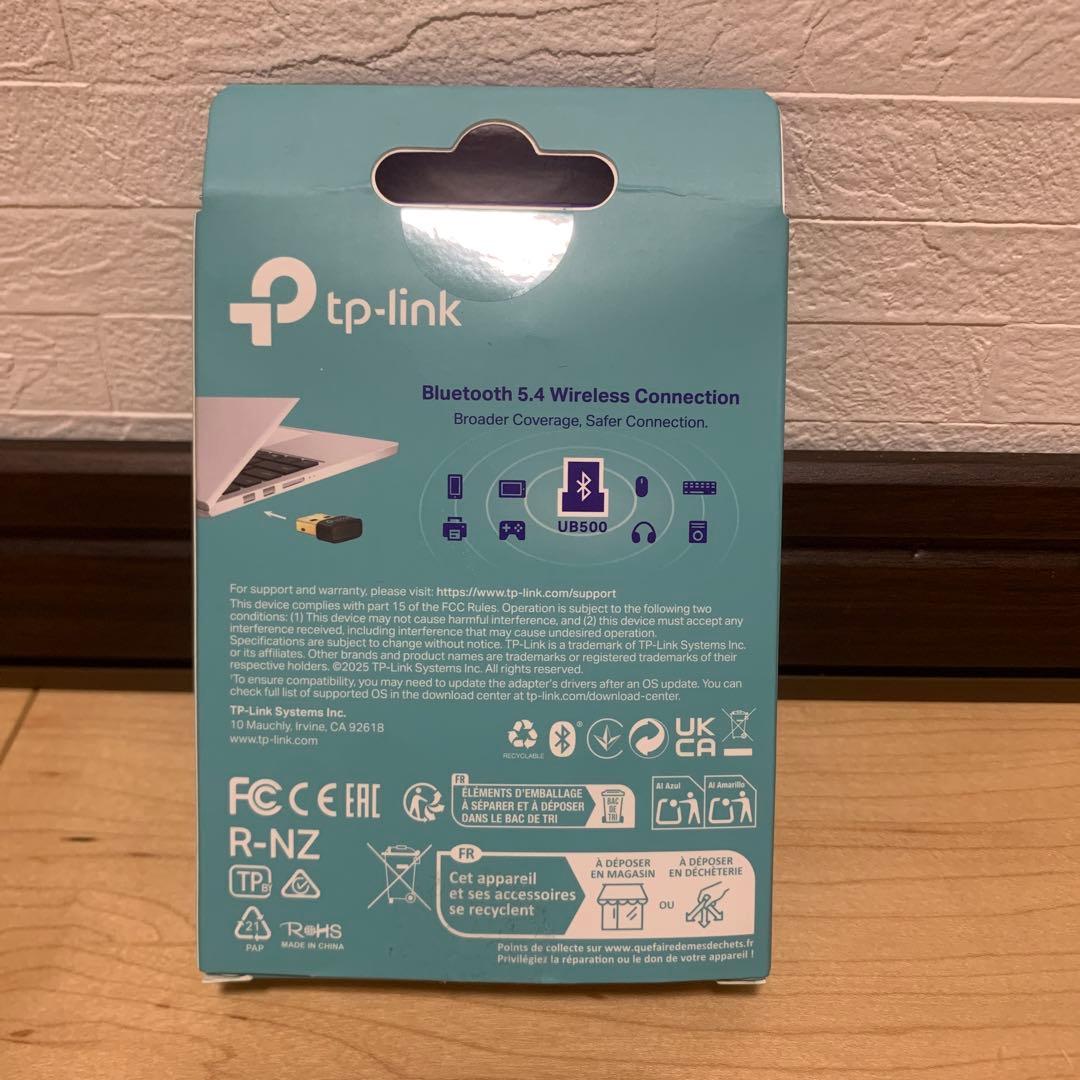 tp-link
Bluetooth 5.4 Wireless Connection
Broader Coverage, Safer Connection.
UB500
For support and warranty, please visit: https://www.tp-link.com/support
This device complies with part 15 of the FCC Rules. Operation is subject to the following two
conditions: (1) This device may not cause harmful interference, and (2) this device must accept any
interference received, including interference that may cause undesired operation.
Specifications are subject to change without notice. TP-Link is a trademark of TP-Link Systems Inc.
or its affiliates. Other brands and product names are trademarks or registered trademarks of their
respective holders. ©2025 TP-Link Systems Inc. All rights reserved.
†To ensure compatibility, you may need to update the adapter's drivers after an OS update. You can
check full list of supported OS in the download center at tp-link.com/download-center.
TP-Link Systems Inc.
10 Mauchly, Irvine, CA 92618
www.tp-link.com
RECYCLABLE
®
UK
CA
FC CE EAC
FR
ÉLÉMENTS D'EMBALLAGE
À SÉPARER ET À DÉPOSER
DANS LE BAC DE TRI
BAC
DE
TRI
Al Azul
Al Amarillo
R-NZ
TP BY
FR
Cet appareil
et ses accessoires
se recyclent
À DÉPOSER
EN MAGASIN
OU
À DÉPOSER
EN DÉCHÈTERIE
21
PAP
RoHS
MADE IN CHINA
Points de collecte sur www.quefairedemesdechets.fr
Privilégiez la réparation ou le don de votre appareil !